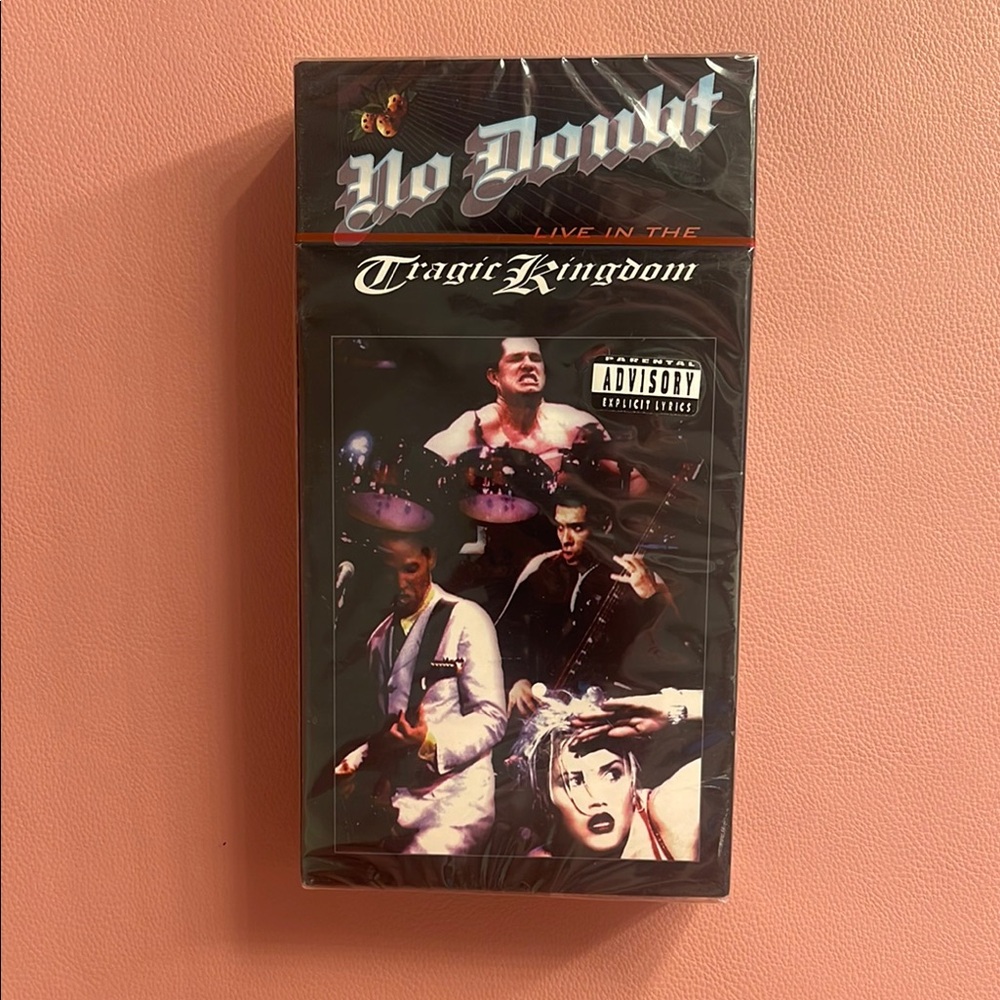 No Doubt
LIVE IN THE
Tragic Kingdom
PARENTAL
ADVISORY
EXPLICIT LYRICS